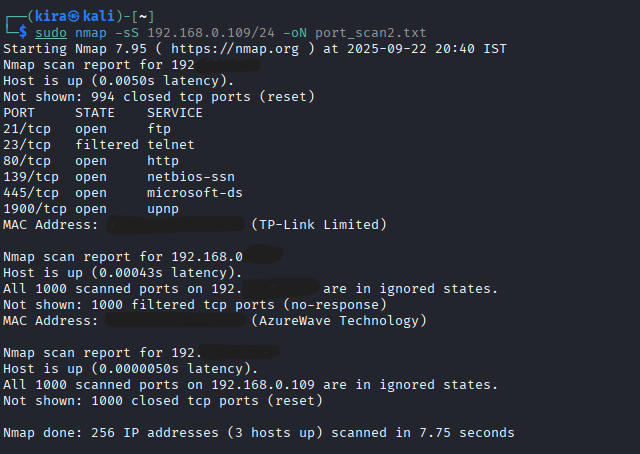 ┌──(kira㉿kali)-[~]
└─$ sudo nmap -sS 192.168.0.109/24 -oN port_scan2.txt
Starting Nmap 7.95 ( https://nmap.org ) at 2025-09-22 20:40 IST
Nmap scan report for 192
Host is up (0.0050s latency).
Not shown: 994 closed tcp ports (reset)
PORT     STATE    SERVICE
21/tcp   open     ftp
23/tcp   filtered telnet
80/tcp   open     http
139/tcp  open     netbios-ssn
445/tcp  open     microsoft-ds
1900/tcp open     upnp
MAC Address: (TP-Link Limited)
Nmap scan report for 192.168.0
Host is up (0.00043s latency).
All 1000 scanned ports on 192. are in ignored states.
Not shown: 1000 filtered tcp ports (no-response)
MAC Address: (AzureWave Technology)
Nmap scan report for 192.
Host is up (0.0000050s latency).
All 1000 scanned ports on 192.168.0.109 are in ignored states.
Not shown: 1000 closed tcp ports (reset)
Nmap done: 256 IP addresses (3 hosts up) scanned in 7.75 seconds